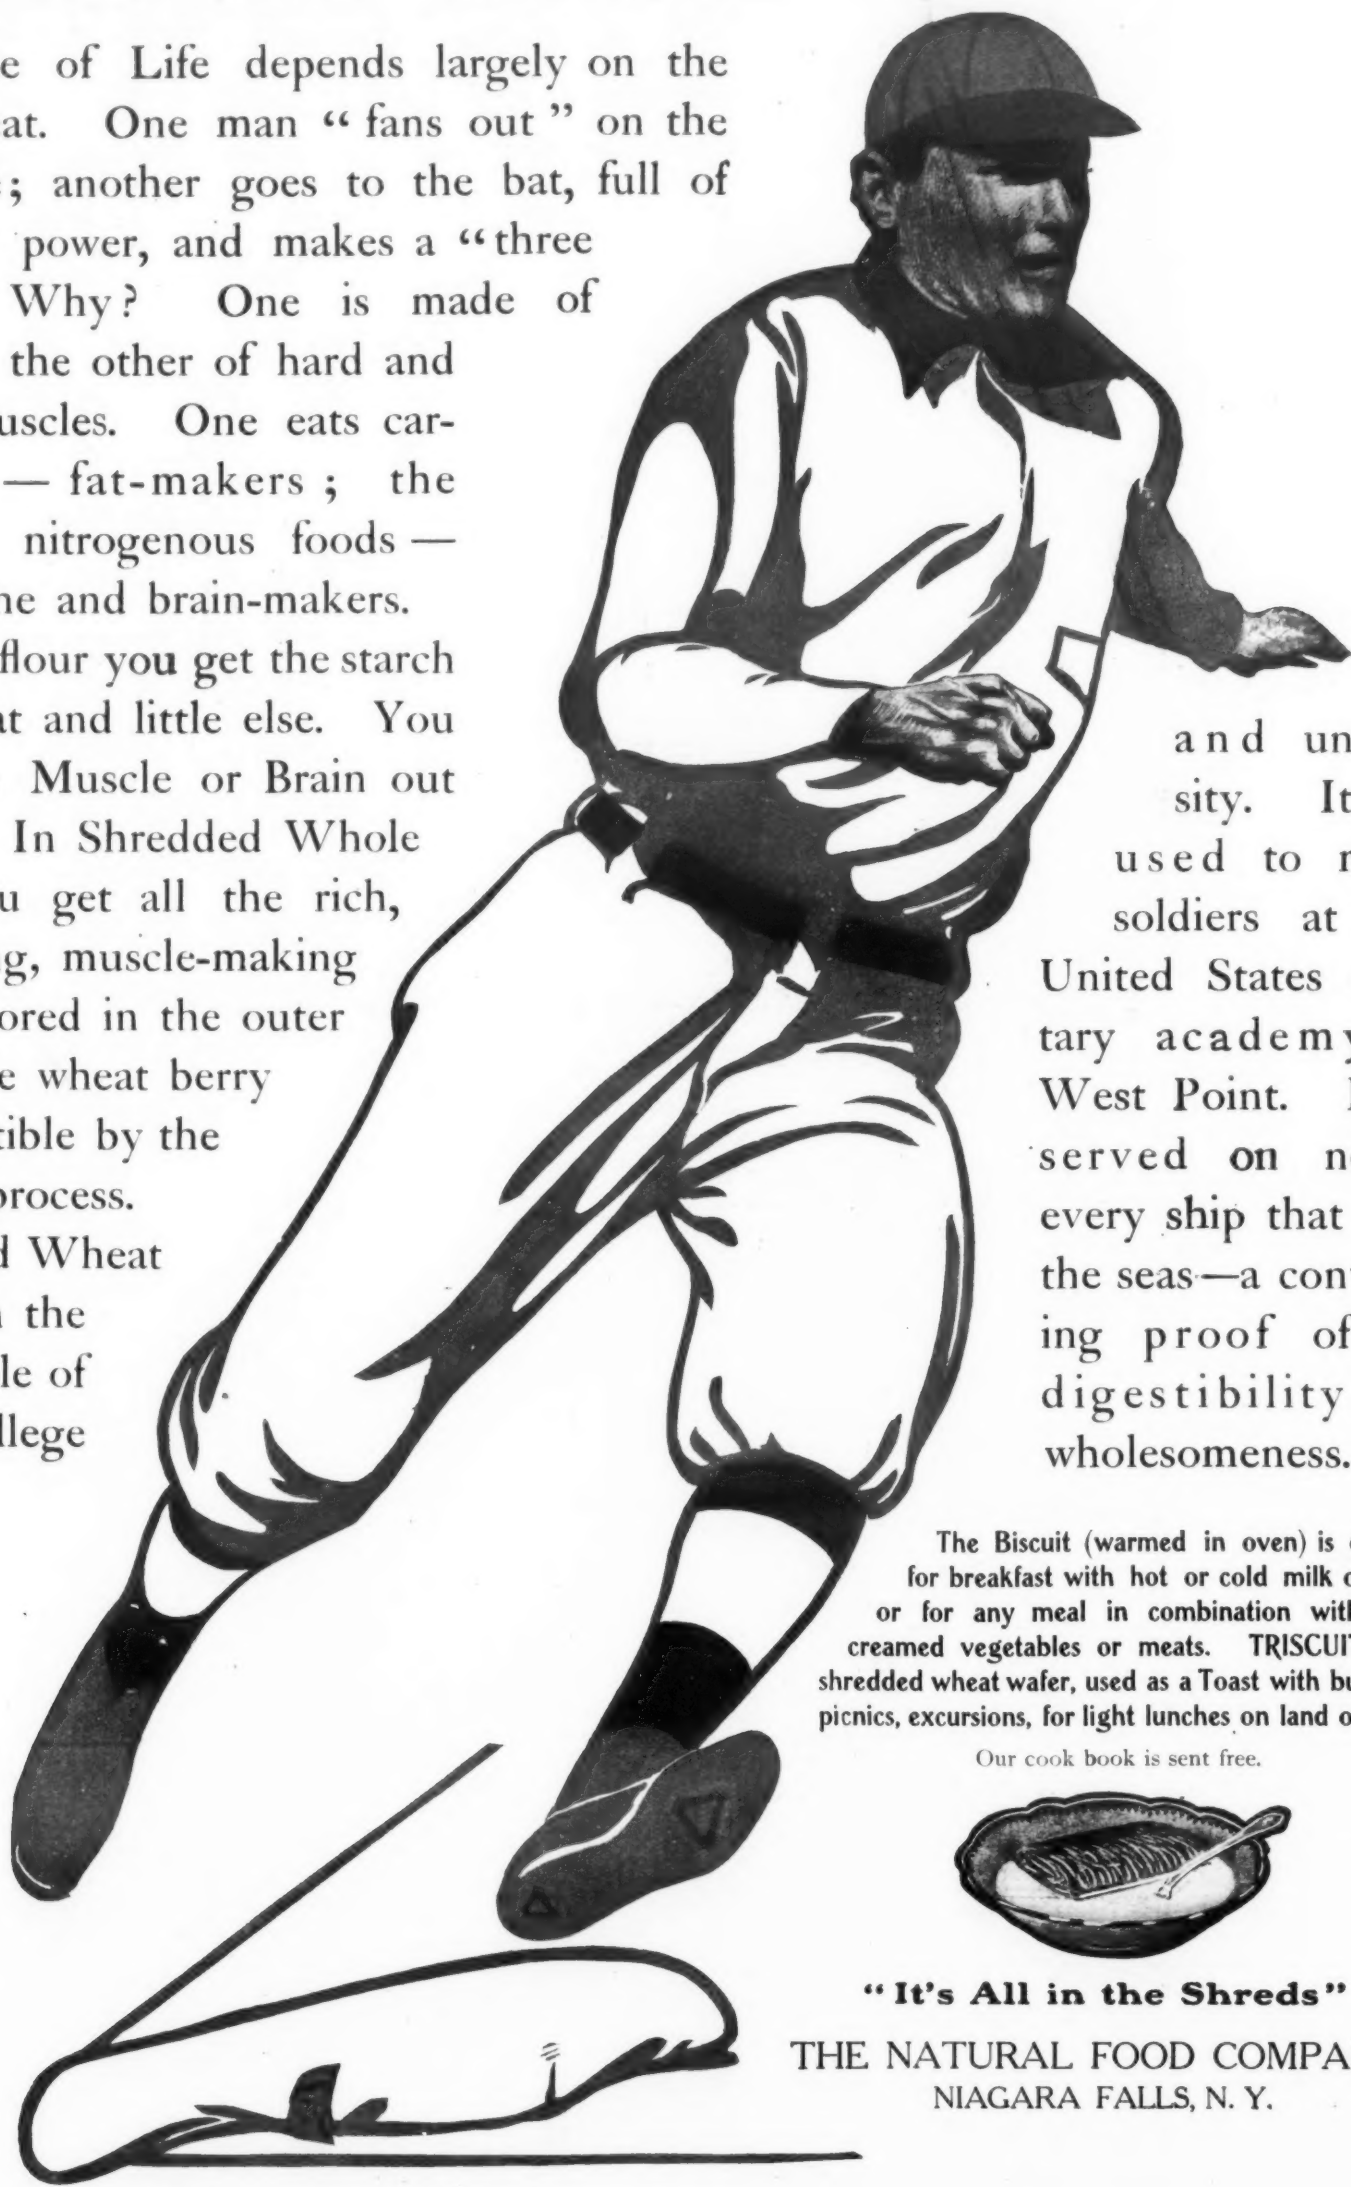 e of Life depends largely on the
at. One man “ fans out ” on the
; another goes to the bat, full of
power, and makes a “ three
Why? One is made of
the other of hard and
uscles. One eats car-
— fat-makers ; the
nitrogenous foods —
ne and brain-makers.
flour you get the starch
at and little else. You
Muscle or Brain out
In Shredded Whole
u get all the rich,
g, muscle-making
ored in the outer
e wheat berry
tible by the
process.
d Wheat
the
le of
llege
and un
sity. It
used to
soldiers at
United States
tary academy
West Point.
served on n
every ship that
the seas—a con
ing proof of
digestibility
wholesomeness.
The Biscuit (warmed in oven) is
for breakfast with hot or cold milk o
or for any meal in combination with
creamed vegetables or meats. TRISCUIT
shredded wheat wafer, used as a Toast with bu
picnics, excursions, for light lunches on land o
Our cook book is sent free.
“ It's All in the Shreds ”
THE NATURAL FOOD COMPA
NIAGARA FALLS, N. Y.